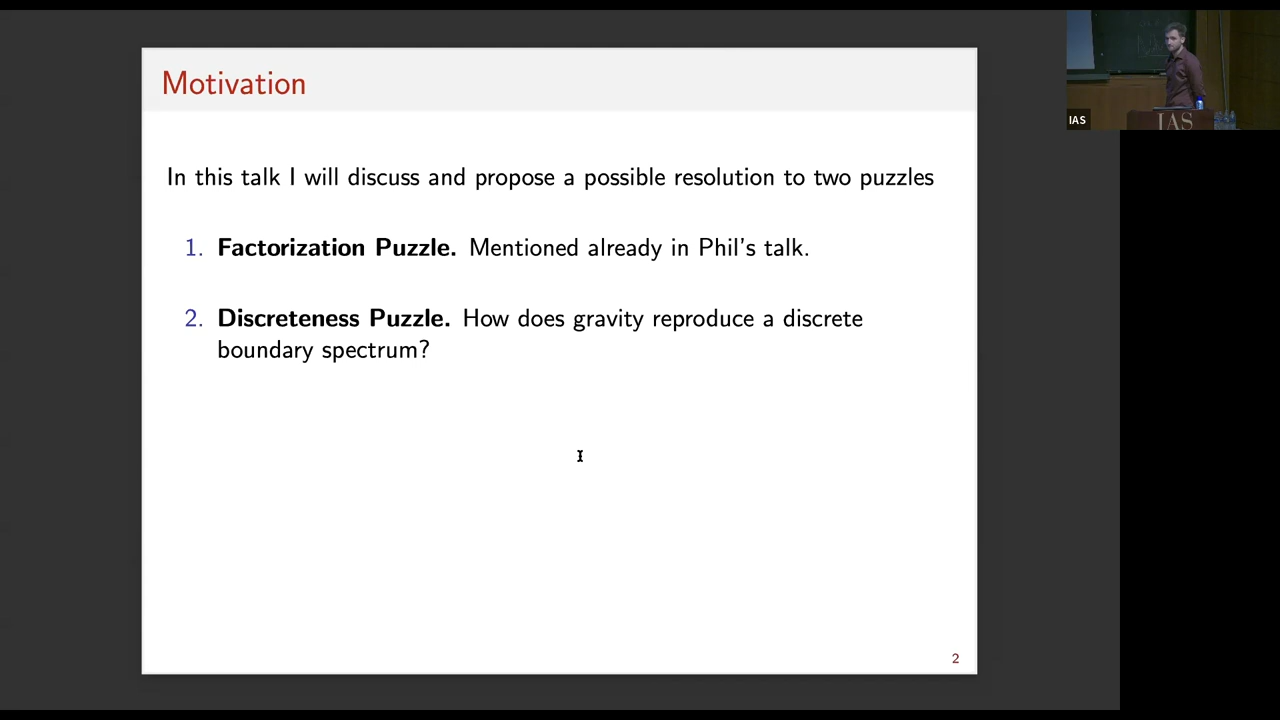 Motivation
In this talk I will discuss and propose a possible resolution to two puzzles
1. Factorization Puzzle. Mentioned already in Phil's talk.
2. Discreteness Puzzle. How does gravity reproduce a discrete
boundary spectrum?
2
IAS
IAS